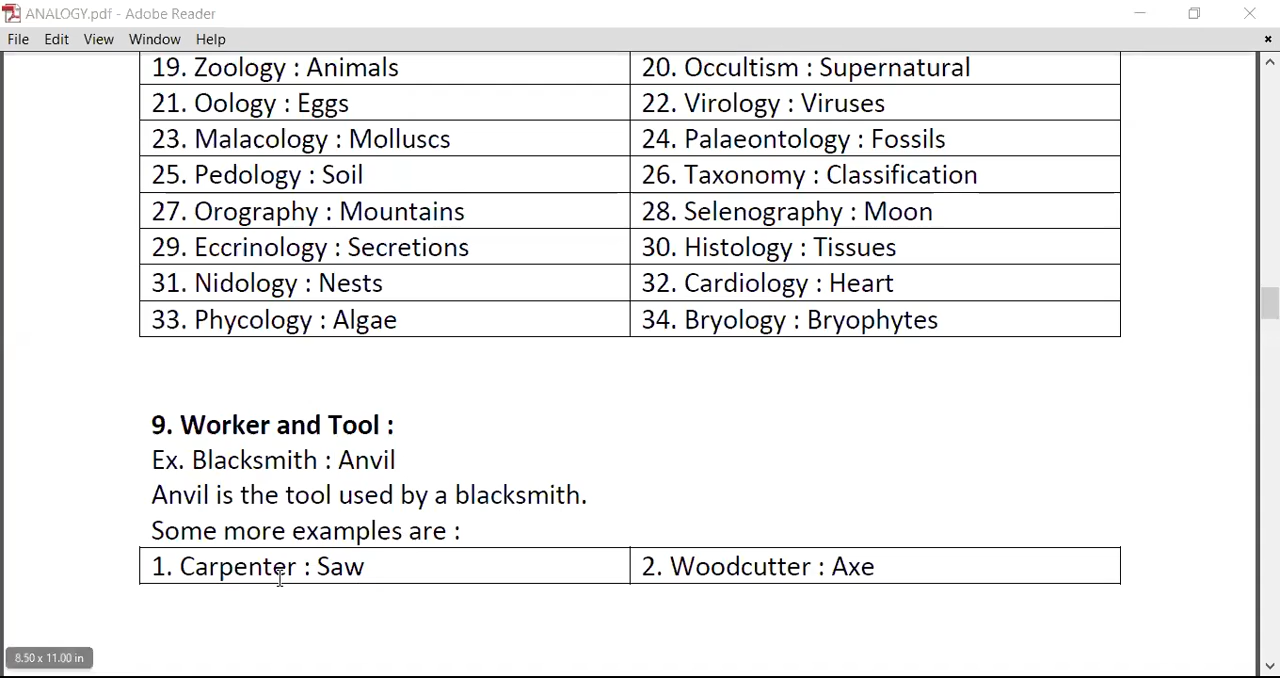 ANALOGY.pdf - Adobe Reader
File Edit View Window Help
19. Zoology : Animals 20. Occultism : Supernatural
21. Oology : Eggs 22. Virology : Viruses
23. Malacology : Molluscs 24. Palaeontology : Fossils
25. Pedology : Soil 26. Taxonomy : Classification
27. Orography : Mountains 28. Selenography : Moon
29. Eccrinology : Secretions 30. Histology : Tissues
31. Nidology : Nests 32. Cardiology : Heart
33. Phycology : Algae 34. Bryology : Bryophytes
9. Worker and Tool :
Ex. Blacksmith : Anvil
Anvil is the tool used by a blacksmith.
Some more examples are :
1. Carpenter : Saw 2. Woodcutter : Axe
8.50 x 11.00 in